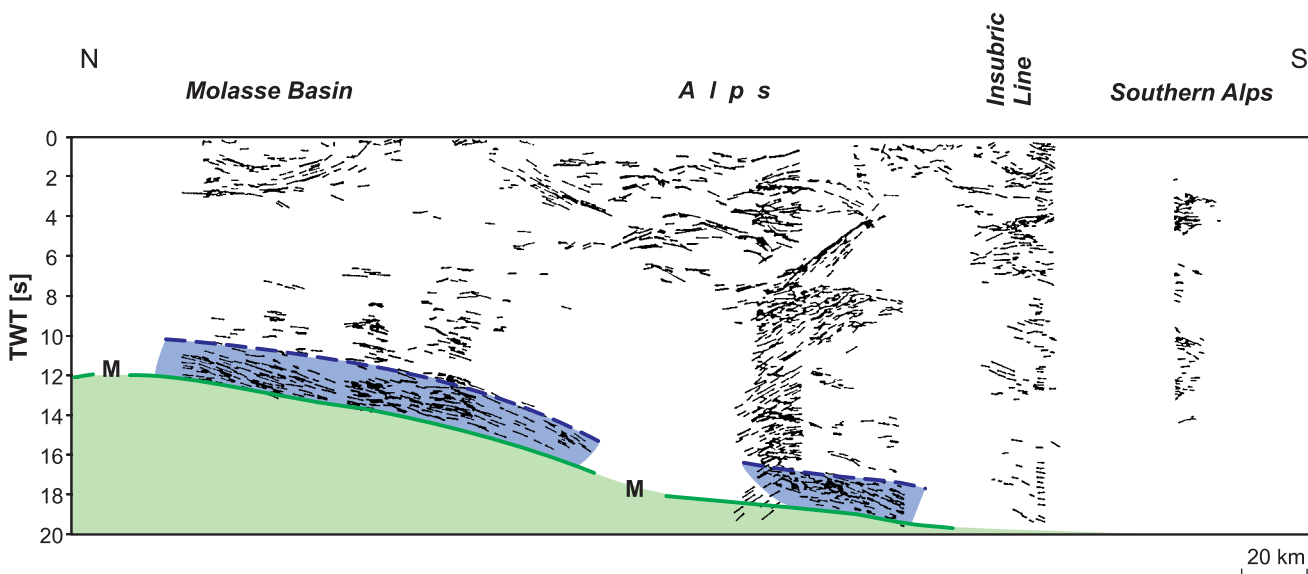 N
S
Molasse Basin
Alps
Insubric
Line
Southern Alps
TWT [s]
0
2
4
6
8
10
12
14
16
18
20
M
M
20 km